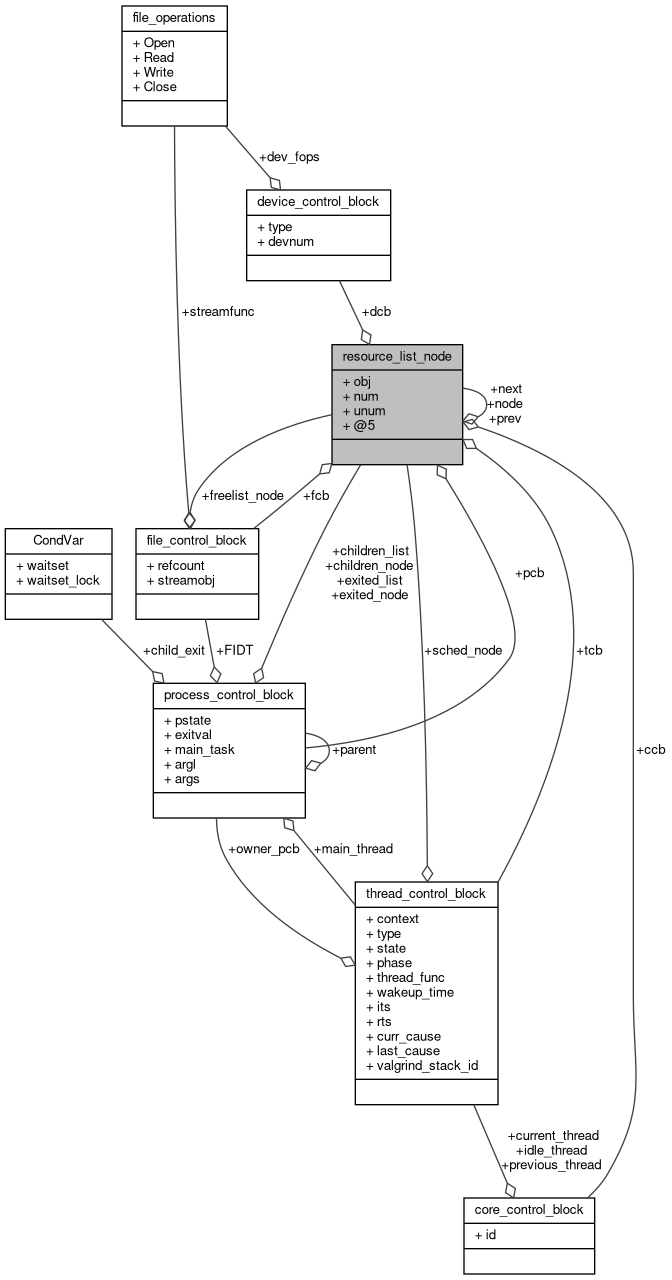 file_operations
+ Open
+ Read
+ Write
+ Close
+dev_fops
device_control_block
+ type
+ devnum
+streamfunc
+dcb
resource_list_node
+ obj
+ num
+ unum
+ @5
+next
+node
+prev
+freelist_node
+fcb
CondVar
+ waitset
+ waitset_lock
file_control_block
+ refcount
+ streamobj
+children_list
+children_node
+exited_list
+exited_node
+pcb
+child_exit
+FIDT
+sched_node
+tcb
process_control_block
+ pstate
+ exitval
+ main_task
+ argl
+ args
+parent
+ccb
+owner_pcb
+main_thread
thread_control_block
+ context
+ type
+ state
+ phase
+ thread_func
+ wakeup_time
+ its
+ rts
+ curr_cause
+ last_cause
+ valgrind_stack_id
+current_thread
+idle_thread
+previous_thread
core_control_block
+ id